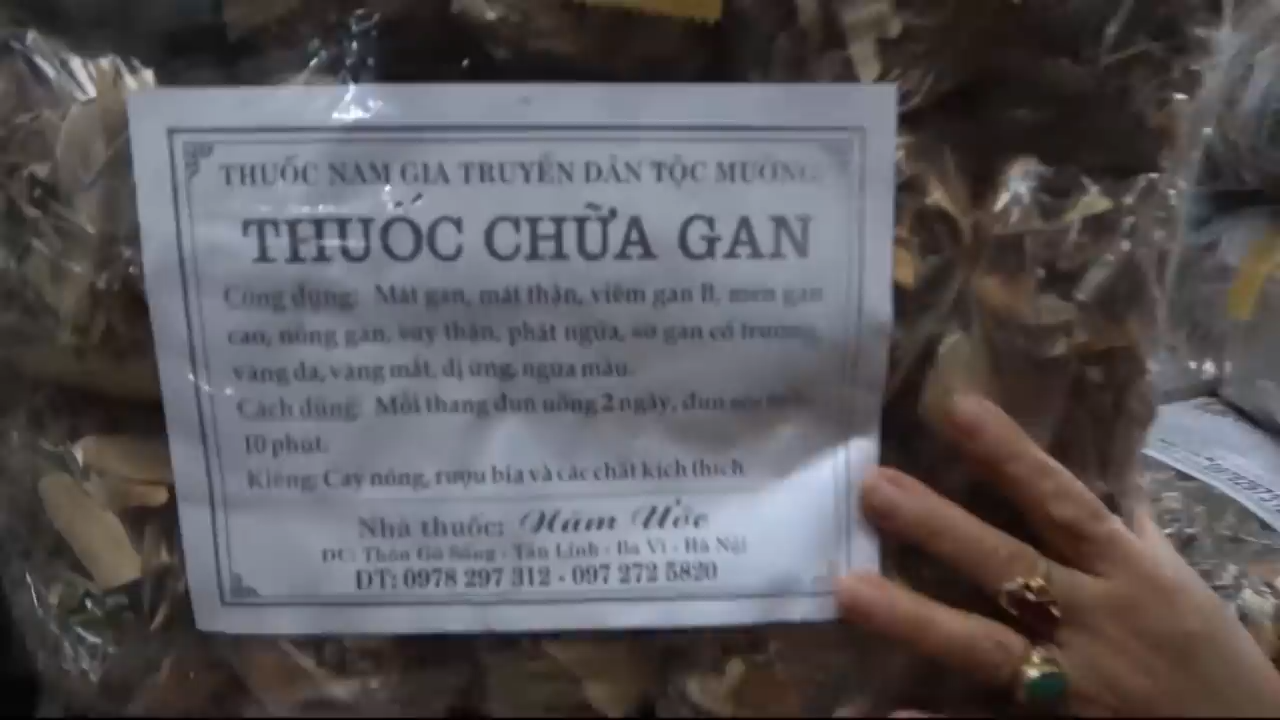 THUỐC NAM GIA TRUYỀN DÂN TỘC MƯỜNG
THUỐC CHỮA GAN
Công dụng: Mát gan, mát thận, viêm gan B, men gan
cao, nóng gan, suy thận, phát ngứa, sơ gan cổ trướng,
vàng da, vàng mắt, dị ứng, ngứa máu.
Cách dùng: Mỗi thang đun uống 2 ngày, đun
10 phút.
Kiêng: Cay nóng, rượu bia và các chất kích thích
Nhà thuốc: Năm Ước
ĐC: Thôn Gò Sống - Tản Lĩnh - Ba Vì - Hà Nội
ĐT: 0978 297 312 - 097 272 5820